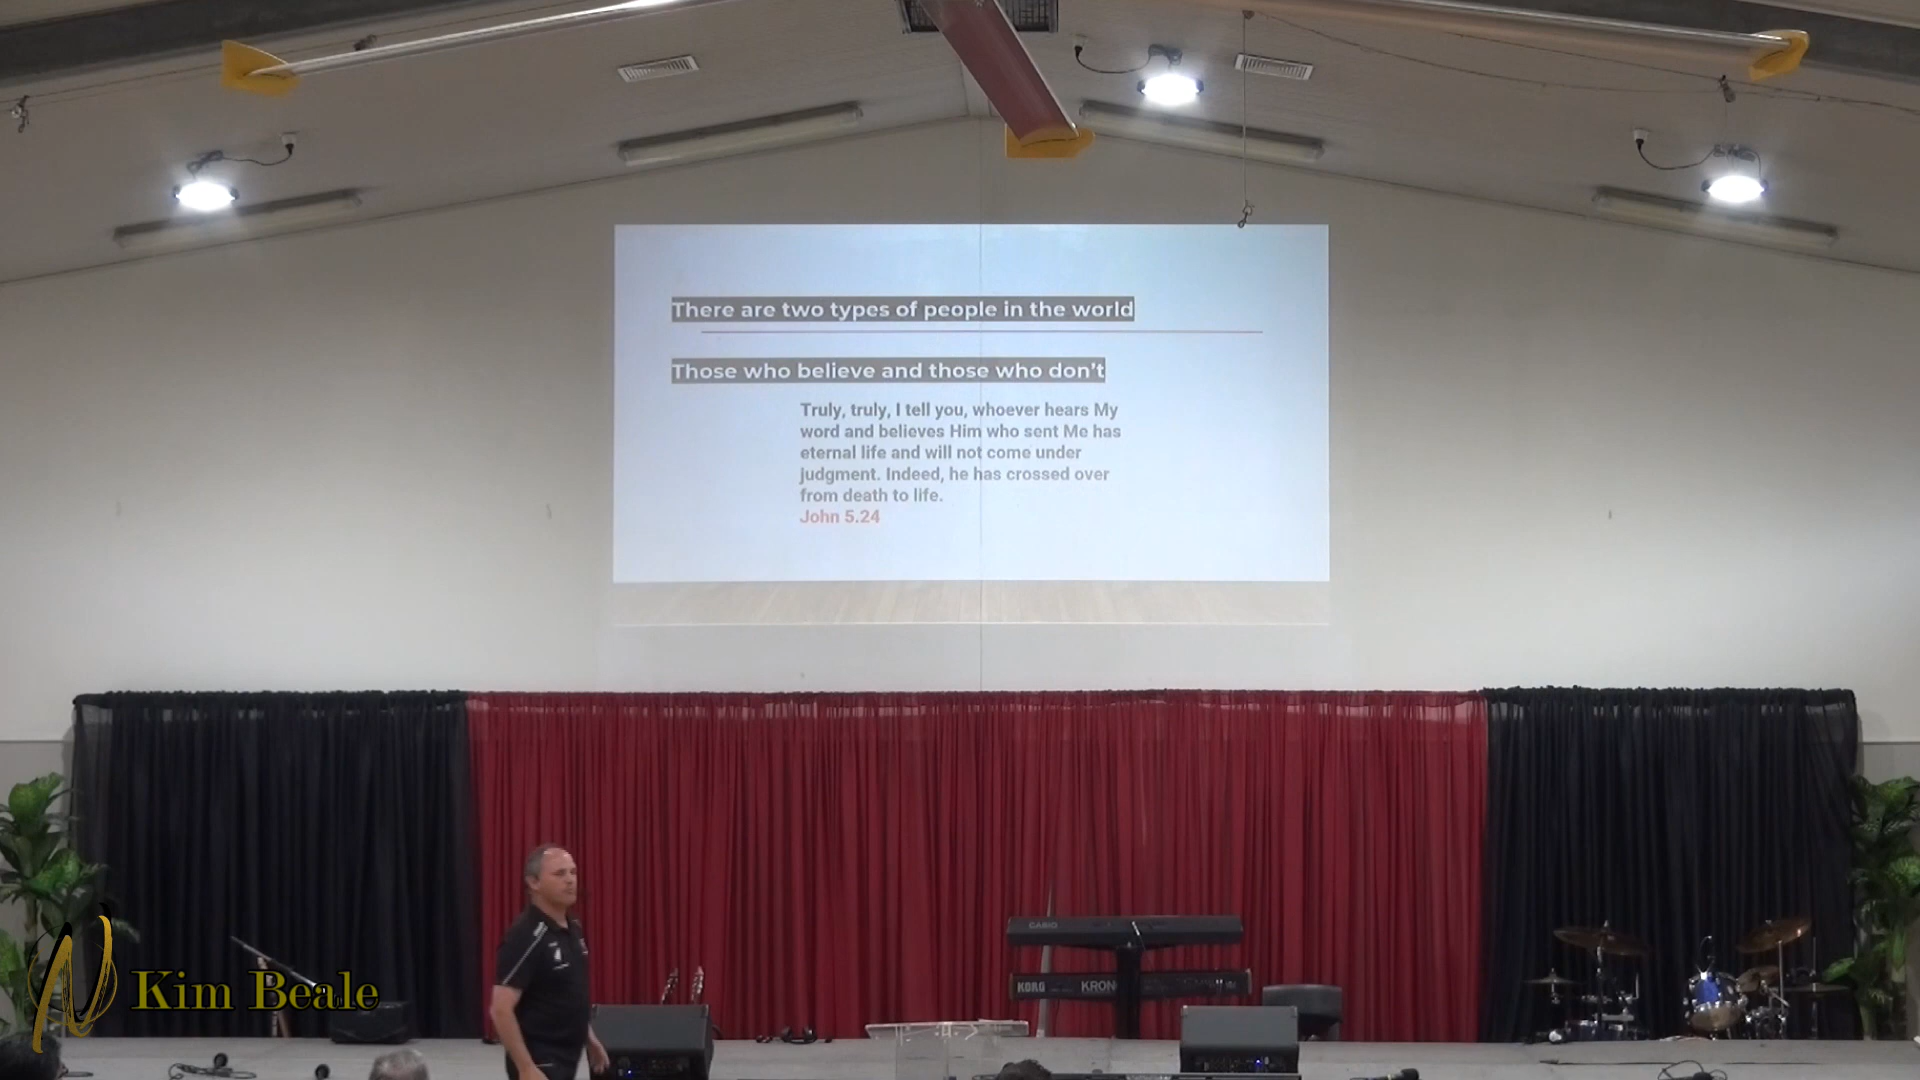 There are two types of people in the world
Those who believe and those who don't
Truly, truly, I tell you, whoever hears My
word and believes Him who sent Me has
eternal life and will not come under
judgment. Indeed, he has crossed over
from death to life.
John 5.24
CASIO
KORG KRONOS
Kim Beale